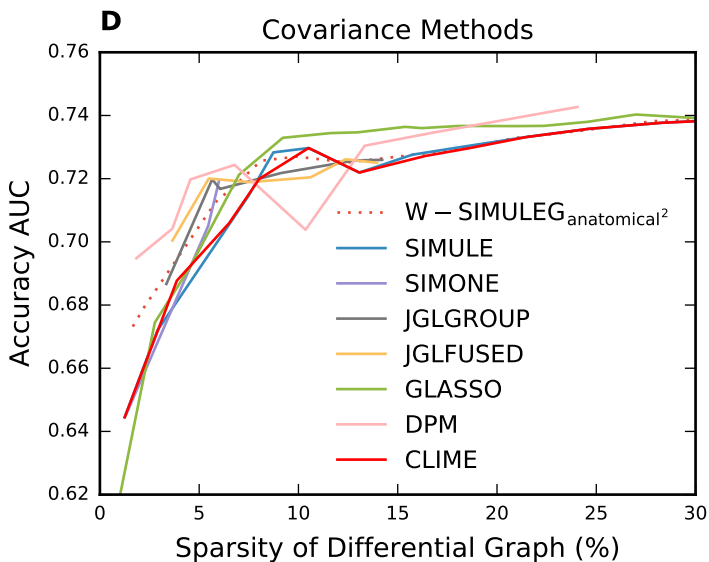 D
Covariance Methods
0.76
0.74
0.72
0.70
0.68
0.66
0.64
0.62
Accuracy AUC
W − SIMULEG_anatomical²
SIMULE
SIMONE
JGLGROUP
JGLFUSED
GLASSO
DPM
CLIME
0 5 10 15 20 25 30
Sparsity of Differential Graph (%)